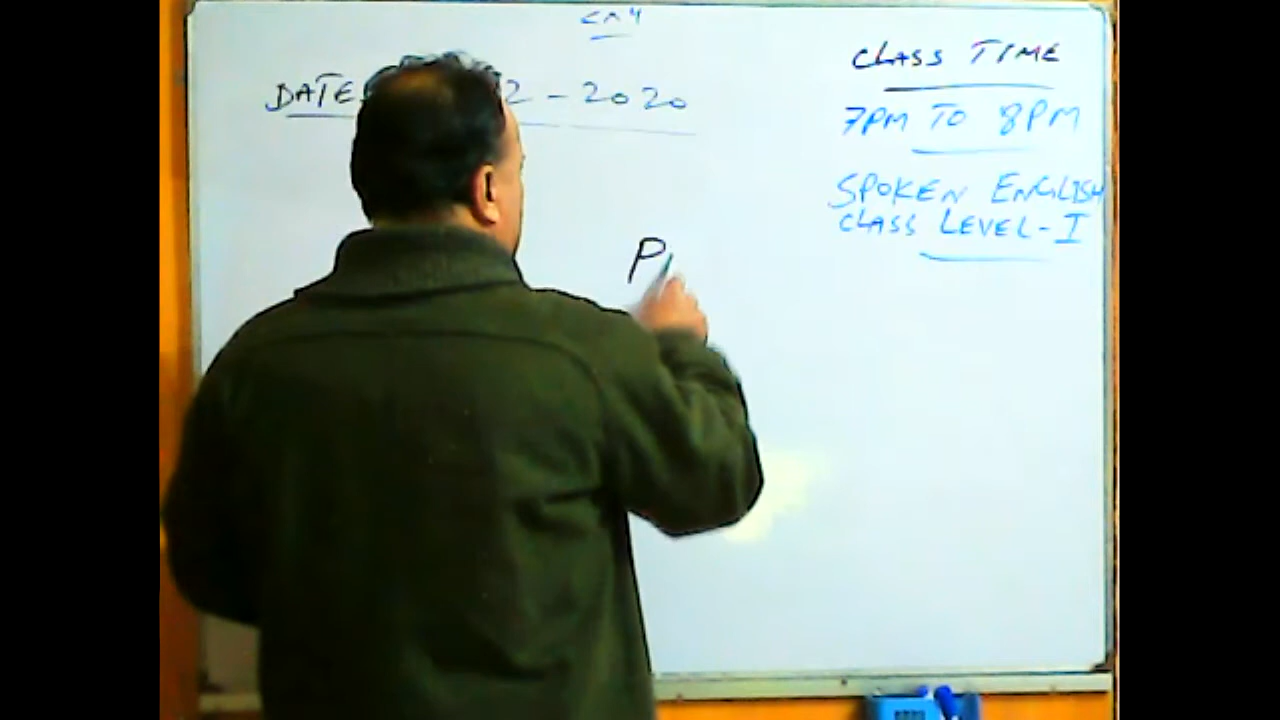 DATE 2-2020
P
CLASS TIME
7PM TO 8PM
SPOKEN ENGLISH
CLASS LEVEL-I